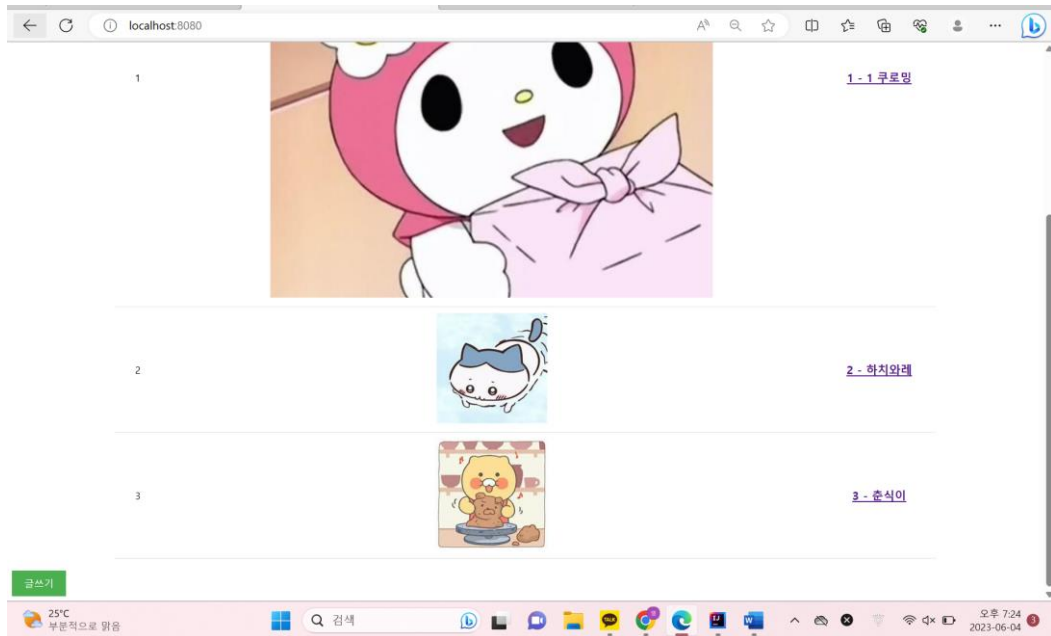 localhost:8080
1
1 - 1 쿠로밍
2
2 - 하치와레
3
3 - 춘식이
글쓰기
25°C
부분적으로 맑음
검색
오후 7:24
2023-06-04
3